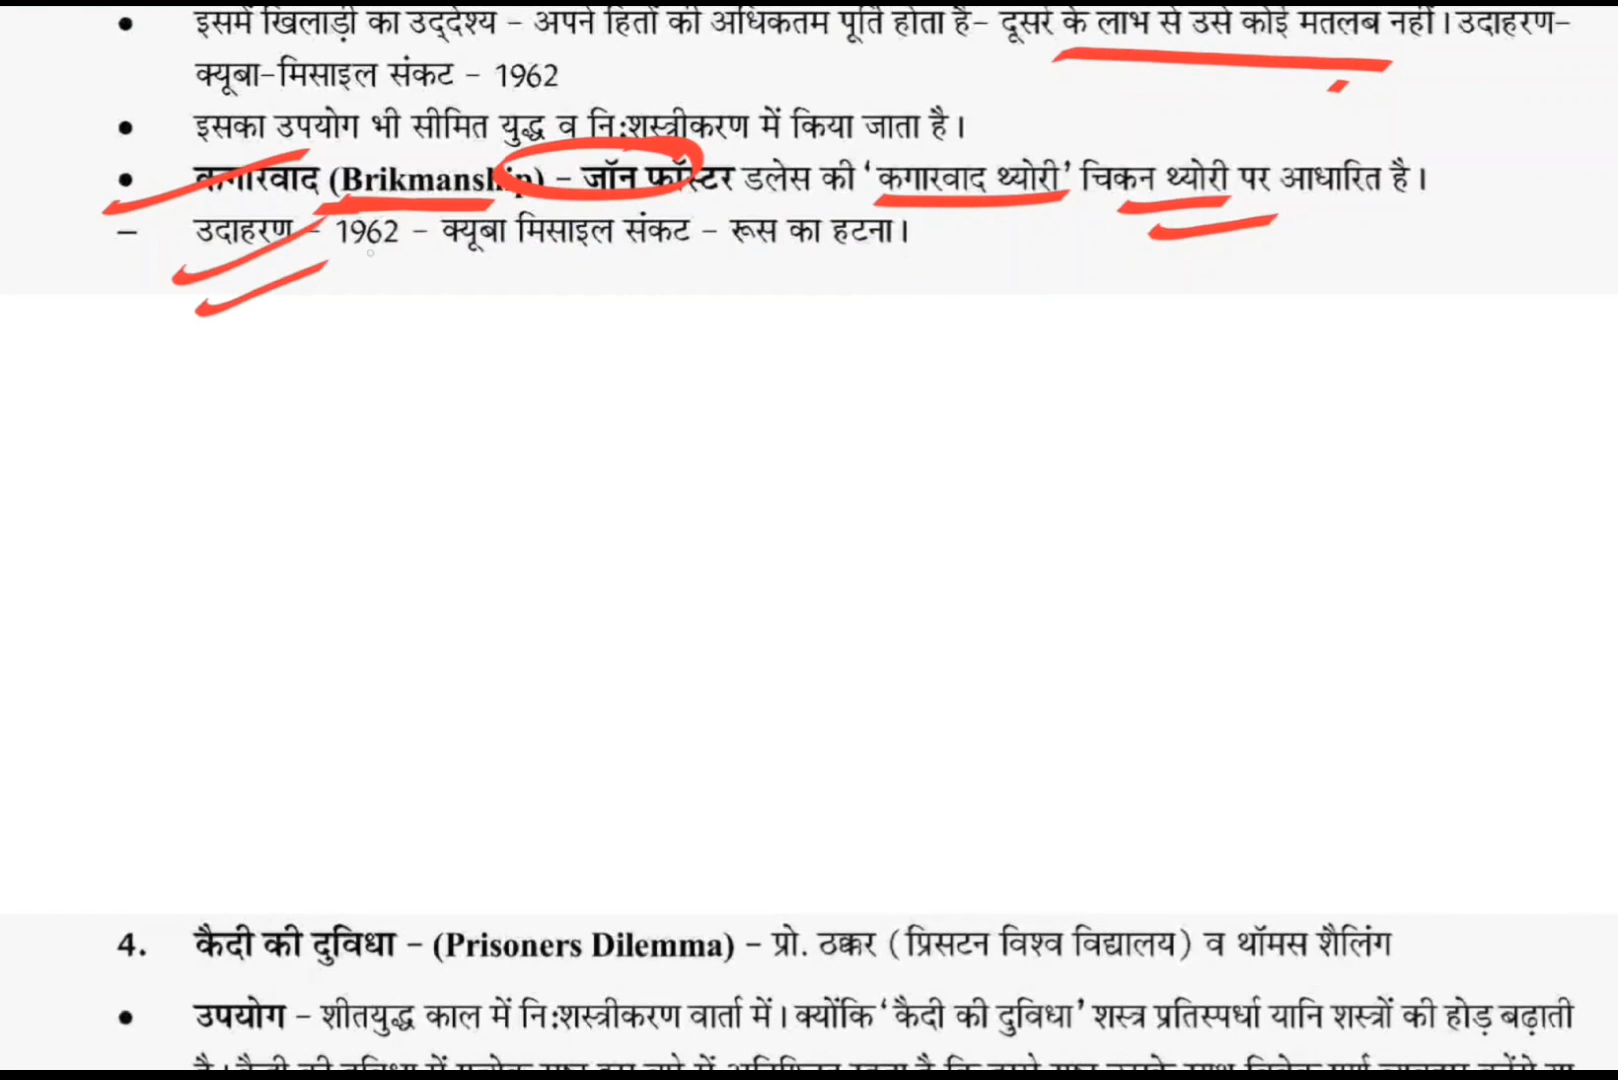 • इसमें खिलाड़ी का उद्‌देश्य – अपने हितों की अधिकतम पूर्ति होता है– दूसरे के लाभ से उसे कोई मतलब नहीं। उदाहरण–
क्यूबा-मिसाइल संकट – 1962
• इसका उपयोग भी सीमित युद्ध व नि:शस्त्रीकरण में किया जाता है।
• कगारवाद (Brikmanship) – जॉन फॉस्टर डलेस की ‘कगारवाद थ्योरी’ चिकन थ्योरी पर आधारित है।
– उदाहरण – 1962 – क्यूबा मिसाइल संकट – रूस का हटना।
4. कैदी की दुविधा – (Prisoners Dilemma) – प्रो. ठक्कर (प्रिसटन विश्व विद्यालय) व थॉमस शैलिंग
• उपयोग – शीतयुद्ध काल में नि:शस्त्रीकरण वार्ता में। क्योंकि ‘कैदी की दुविधा’ शस्त्र प्रतिस्पर्धा यानि शस्त्रों की होड़ बढ़ाती